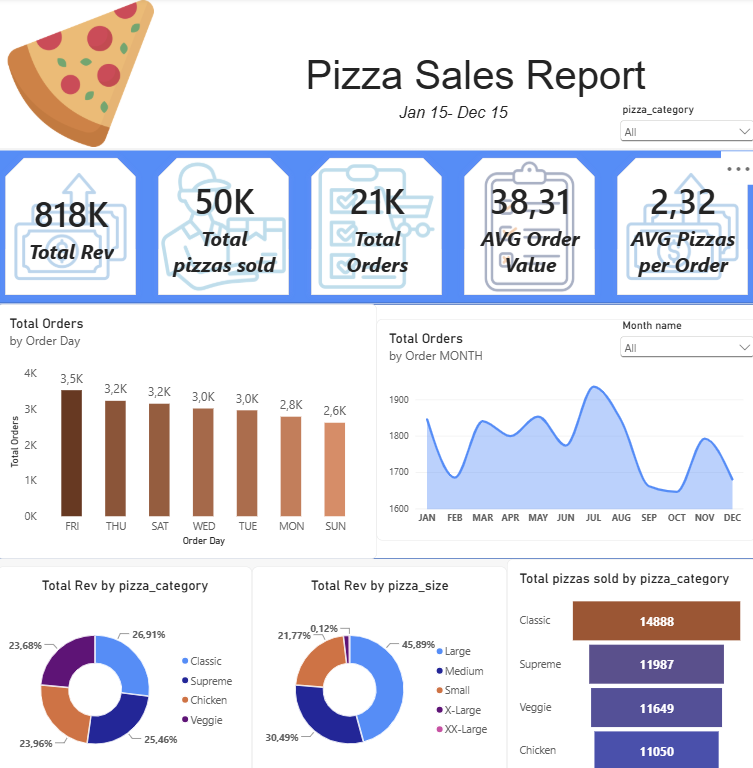 Pizza Sales Report
Jan 15- Dec 15
pizza_category
All
818K
Total Rev
50K
Total
pizzas sold
21K
Total
Orders
38,31
AVG Order
Value
2,32
AVG Pizzas
per Order
Total Orders
by Order Day
Total Orders
4K
3K
2K
1K
0K
3,5K 3,2K 3,2K 3,0K 3,0K 2,8K 2,6K
FRI THU SAT WED TUE MON SUN
Order Day
Total Orders
by Order MONTH
Month name
All
1900
1800
1700
1600
JAN FEB MAR APR MAY JUN JUL AUG SEP OCT NOV DEC
Total Rev by pizza_category
26,91%
25,46%
23,96%
23,68%
Classic
Supreme
Chicken
Veggie
Total Rev by pizza_size
45,89%
30,49%
21,77%
0,12%
Large
Medium
Small
X-Large
XX-Large
Total pizzas sold by pizza_category
Classic 14888
Supreme 11987
Veggie 11649
Chicken 11050